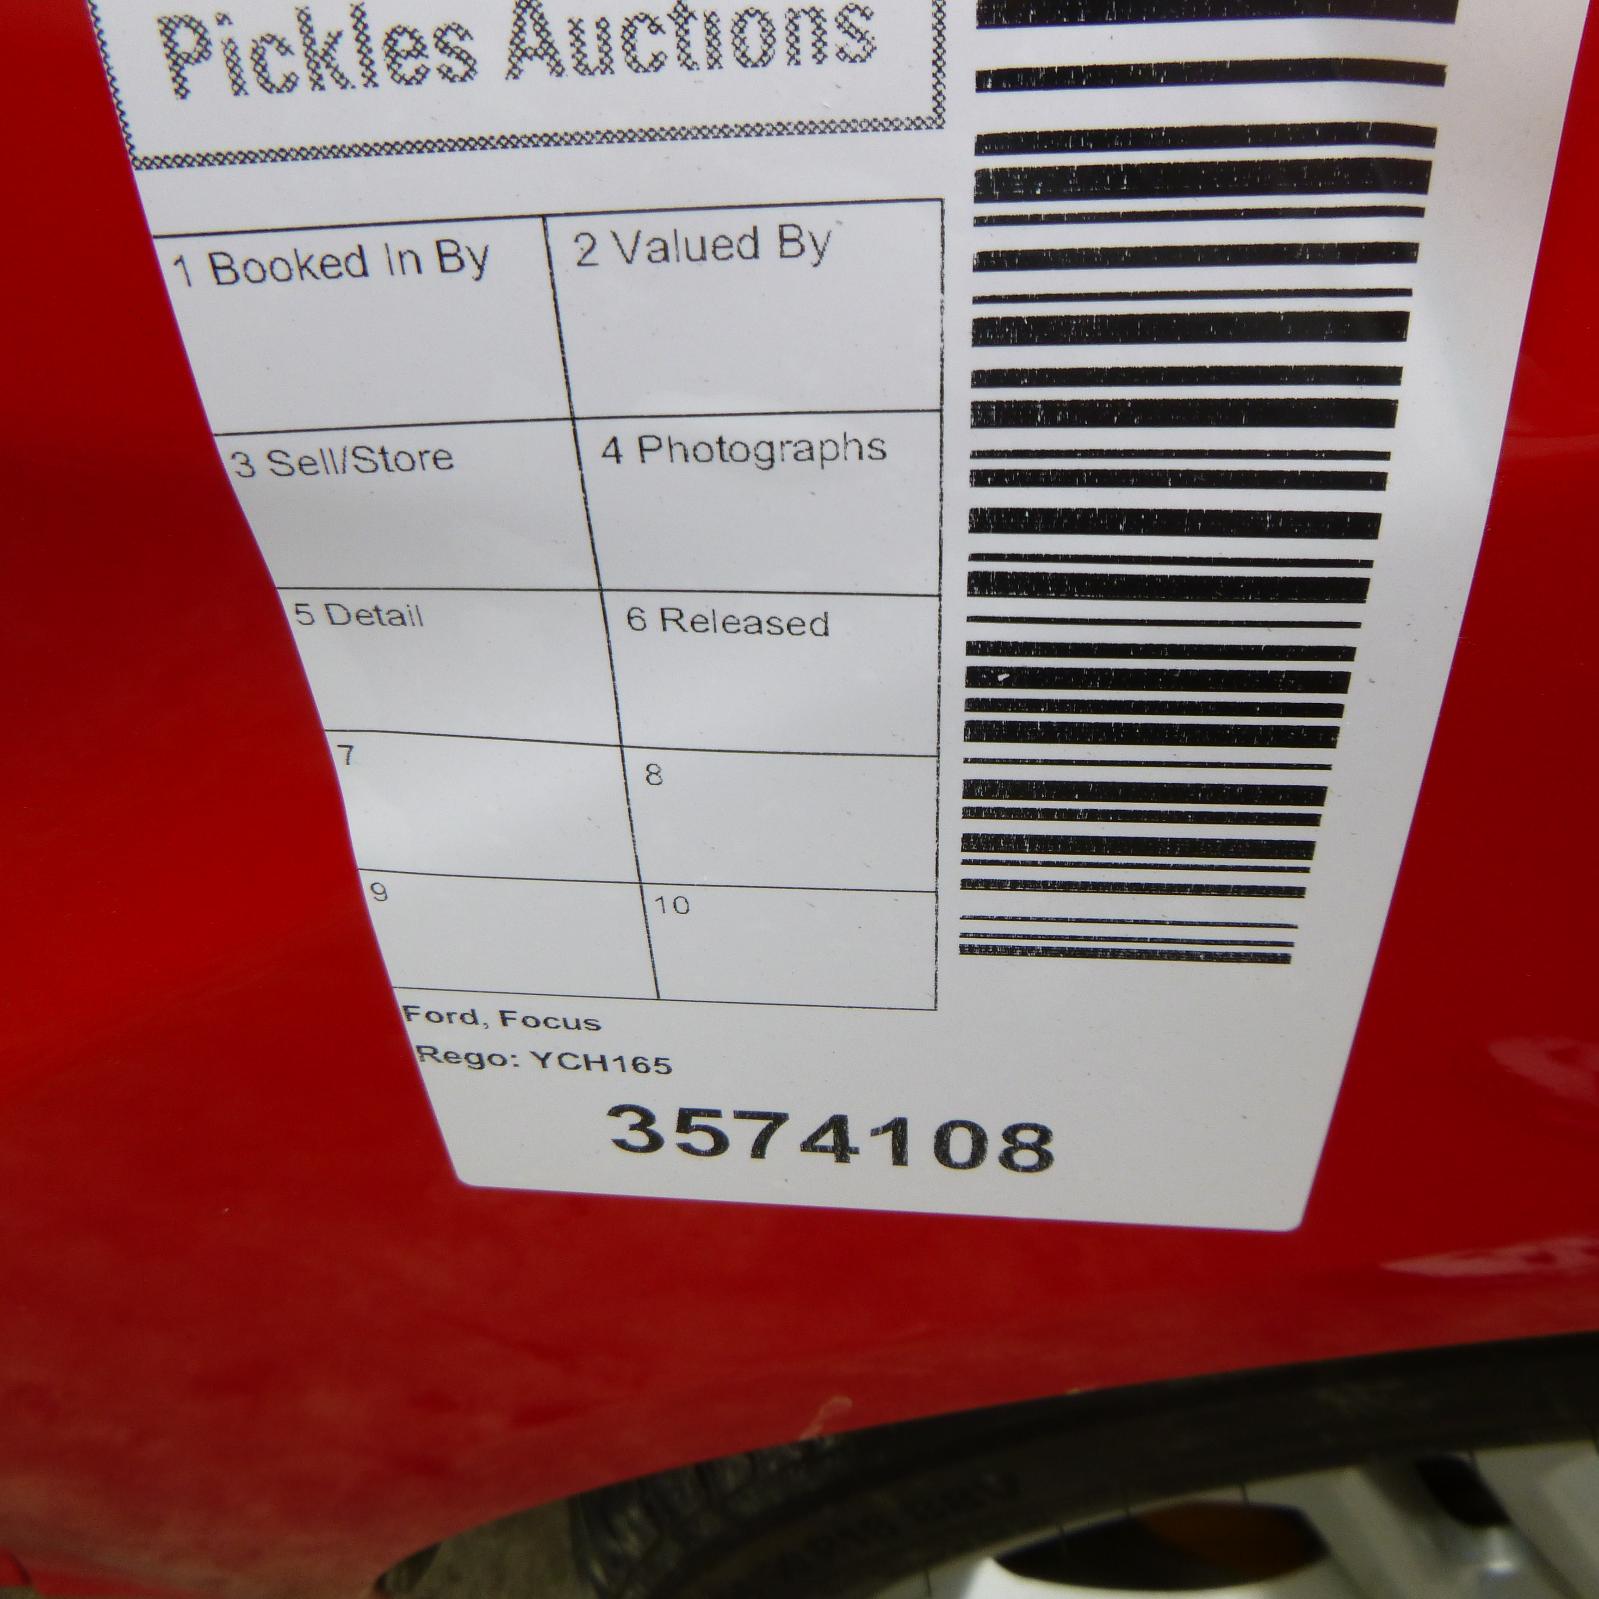 Pickles Auctions
1 Booked In By
2 Valued By
3 Sell/Store
4 Photographs
5 Detail
6 Released
7
8
9
10
Ford, Focus
Rego: YCH165
3574108